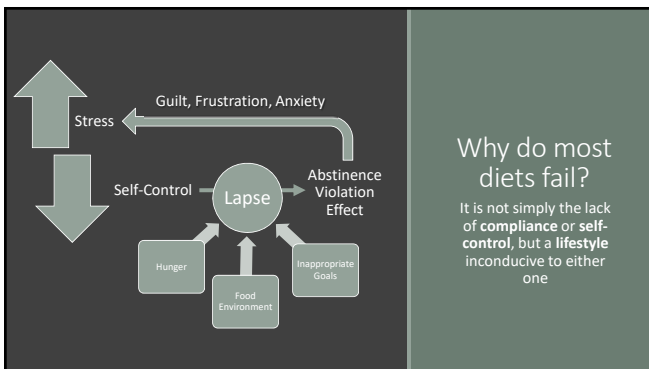 Guilt, Frustration, Anxiety
Stress
Self-Control
Lapse
Abstinence
Violation
Effect
Hunger
Food
Environment
Inappropriate
Goals
Why do most
diets fail?
It is not simply the lack
of compliance or self-
control, but a lifestyle
inconducive to either
one